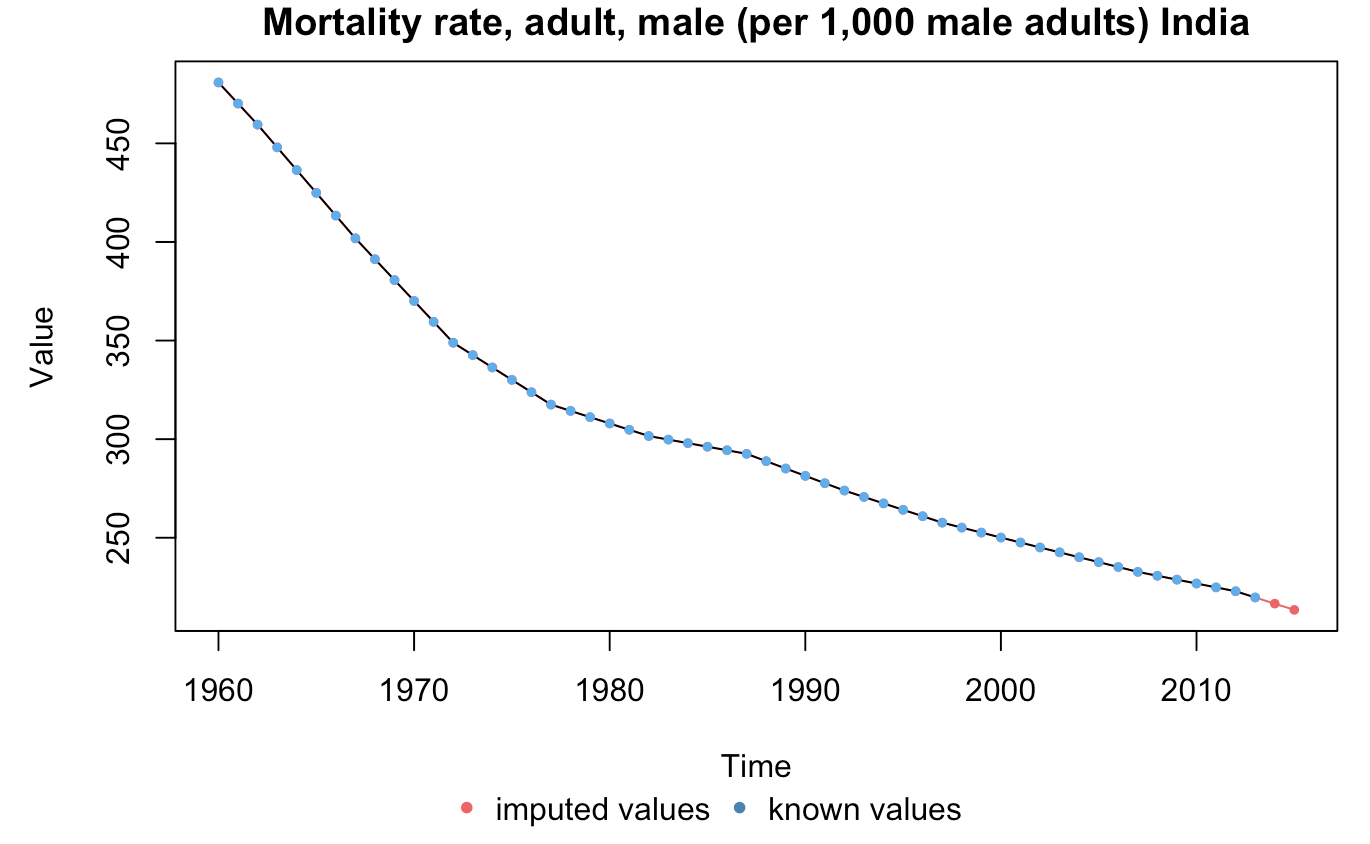 Mortality rate, adult, male (per 1,000 male adults) India
Value
450
400
350
300
250
1960 1970 1980 1990 2000 2010
Time
imputed values known values